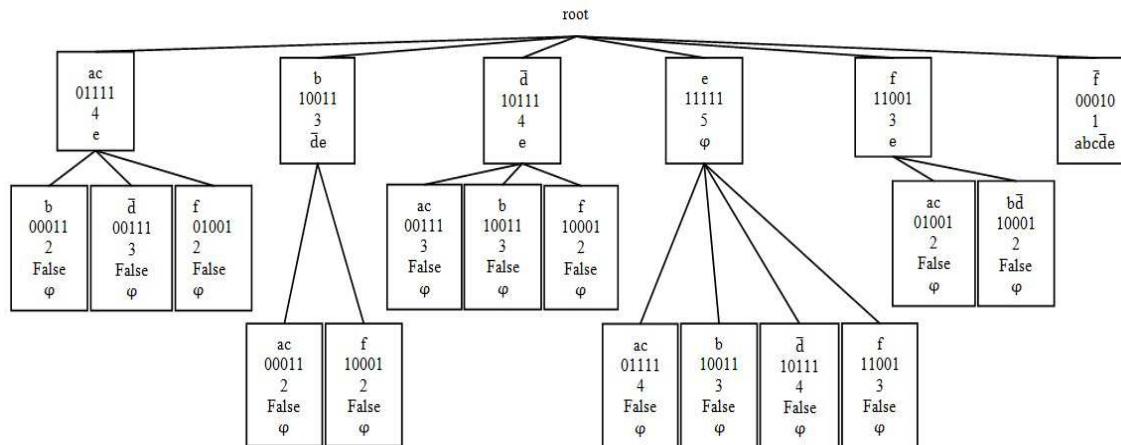 root
ac
01111
4
e
b
10011
3
d̅e
d̅
10111
4
e
e
11111
5
φ
f
11001
3
e
f̅
00010
1
abcd̅e
b
00011
2
False
φ
d̅
00111
3
False
φ
f
01001
2
False
φ
ac
00111
3
False
φ
b
10011
3
False
φ
f
10001
2
False
φ
ac
01001
2
False
φ
bd̅
10001
2
False
φ
ac
00011
2
False
φ
f
10001
2
False
φ
ac
01111
4
False
φ
b
10011
3
False
φ
d̅
10111
4
False
φ
f
11001
3
False
φ